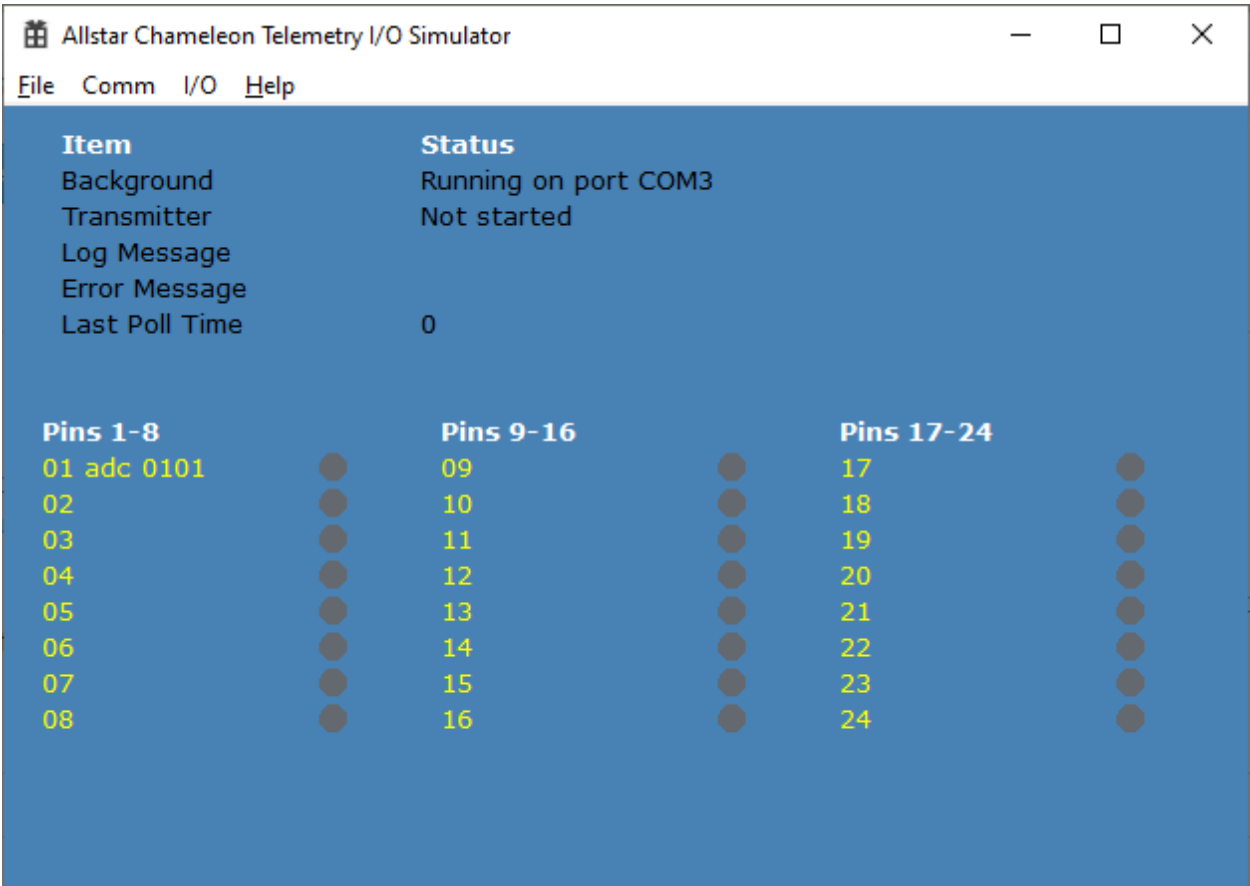 Allstar Chameleon Telemetry I/O Simulator
File Comm I/O Help
Item Status
Background Running on port COM3
Transmitter Not started
Log Message
Error Message
Last Poll Time 0
Pins 1-8 Pins 9-16 Pins 17-24
01 adc 0101 09 17
02 10 18
03 11 19
04 12 20
05 13 21
06 14 22
07 15 23
08 16 24